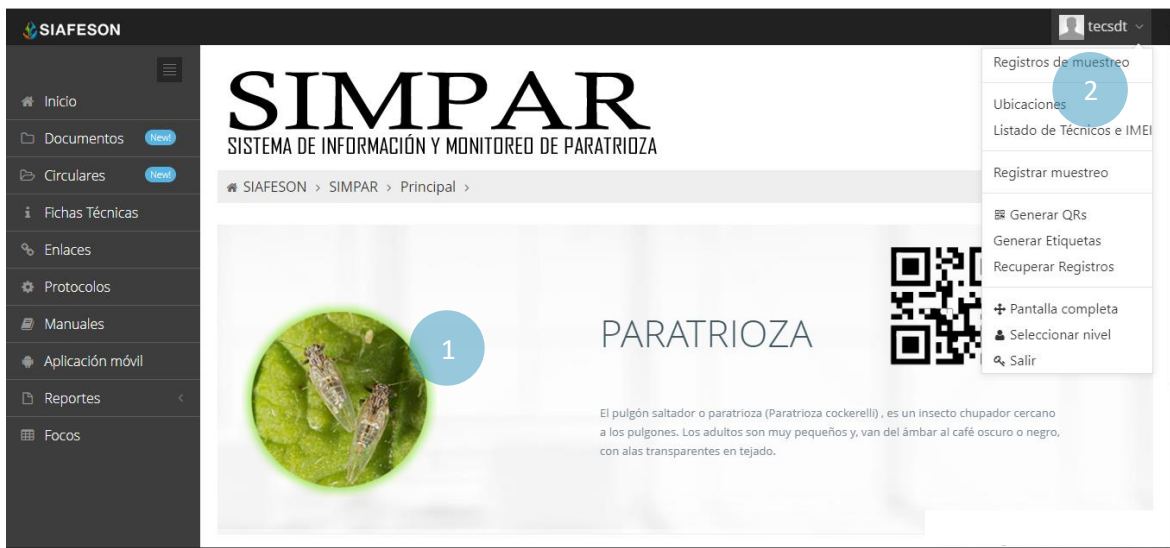 SIAFESON
tecsdt
Inicio
Documentos New!
Circulares New!
Fichas Técnicas
Enlaces
Protocolos
Manuales
Aplicación móvil
Reportes
Focos
SIMPAR
SISTEMA DE INFORMACIÓN Y MONITOREO DE PARATRIOZA
SIAFESON > SIMPAR > Principal >
1
PARATRIOZA
El pulgón saltador o paratrioza (Paratrioza cockerelli) , es un insecto chupador cercano
a los pulgones. Los adultos son muy pequeños y, van del ámbar al café oscuro o negro,
con alas transparentes en tejado.
Registros de muestreo
2
Ubicaciones
Listado de Técnicos e IMEI
Registrar muestreo
Generar QRs
Generar Etiquetas
Recuperar Registros
Pantalla completa
Seleccionar nivel
Salir